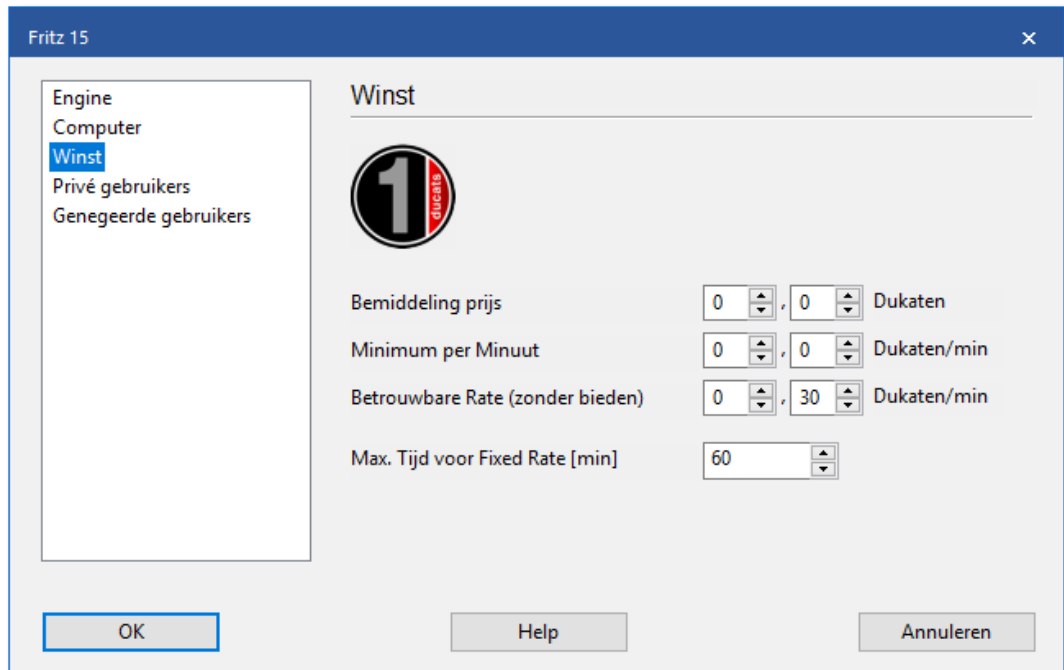 Fritz 15
Engine
Computer
Winst
Privé gebruikers
Genegeerde gebruikers
Winst
1 ducats
Bemiddeling prijs 0 , 0 Dukaten
Minimum per Minuut 0 , 0 Dukaten/min
Betrouwbare Rate (zonder bieden) 0 , 30 Dukaten/min
Max. Tijd voor Fixed Rate [min] 60
OK Help Annuleren